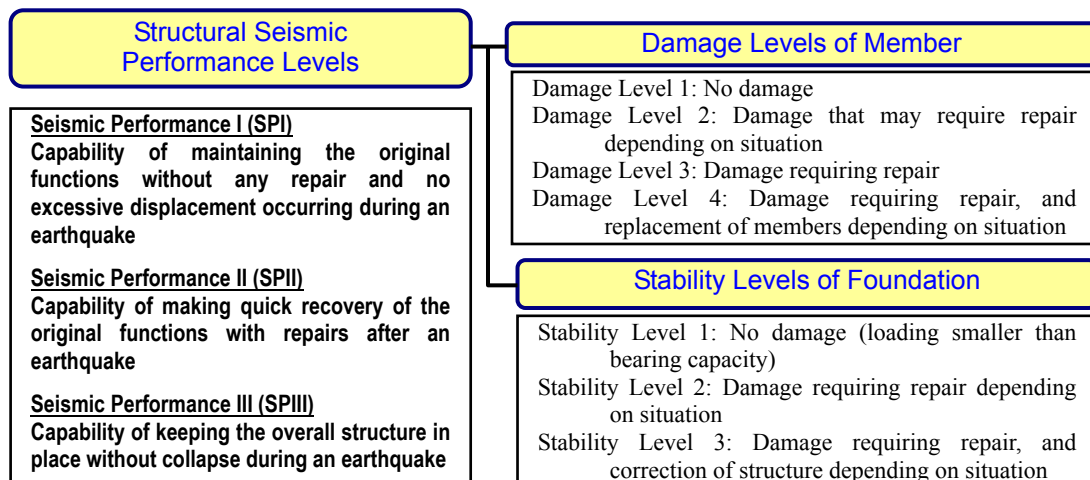 Structural Seismic
Performance Levels
Seismic Performance I (SPI)
Capability of maintaining the original
functions without any repair and no
excessive displacement occurring during an
earthquake
Seismic Performance II (SPII)
Capability of making quick recovery of the
original functions with repairs after an
earthquake
Seismic Performance III (SPIII)
Capability of keeping the overall structure in
place without collapse during an earthquake
Damage Levels of Member
Damage Level 1: No damage
Damage Level 2: Damage that may require repair
depending on situation
Damage Level 3: Damage requiring repair
Damage Level 4: Damage requiring repair, and
replacement of members depending on situation
Stability Levels of Foundation
Stability Level 1: No damage (loading smaller than
bearing capacity)
Stability Level 2: Damage requiring repair depending
on situation
Stability Level 3: Damage requiring repair, and
correction of structure depending on situation